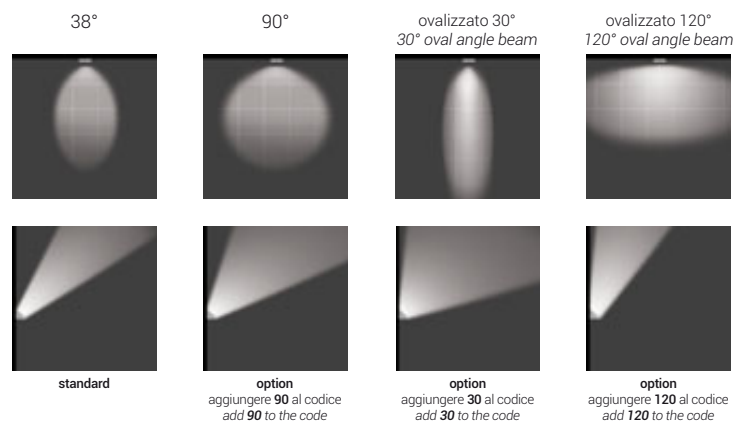 38°
90°
ovalizzato 30°
30° oval angle beam
ovalizzato 120°
120° oval angle beam
standard
option
aggiungere 90 al codice
add 90 to the code
option
aggiungere 30 al codice
add 30 to the code
option
aggiungere 120 al codice
add 120 to the code